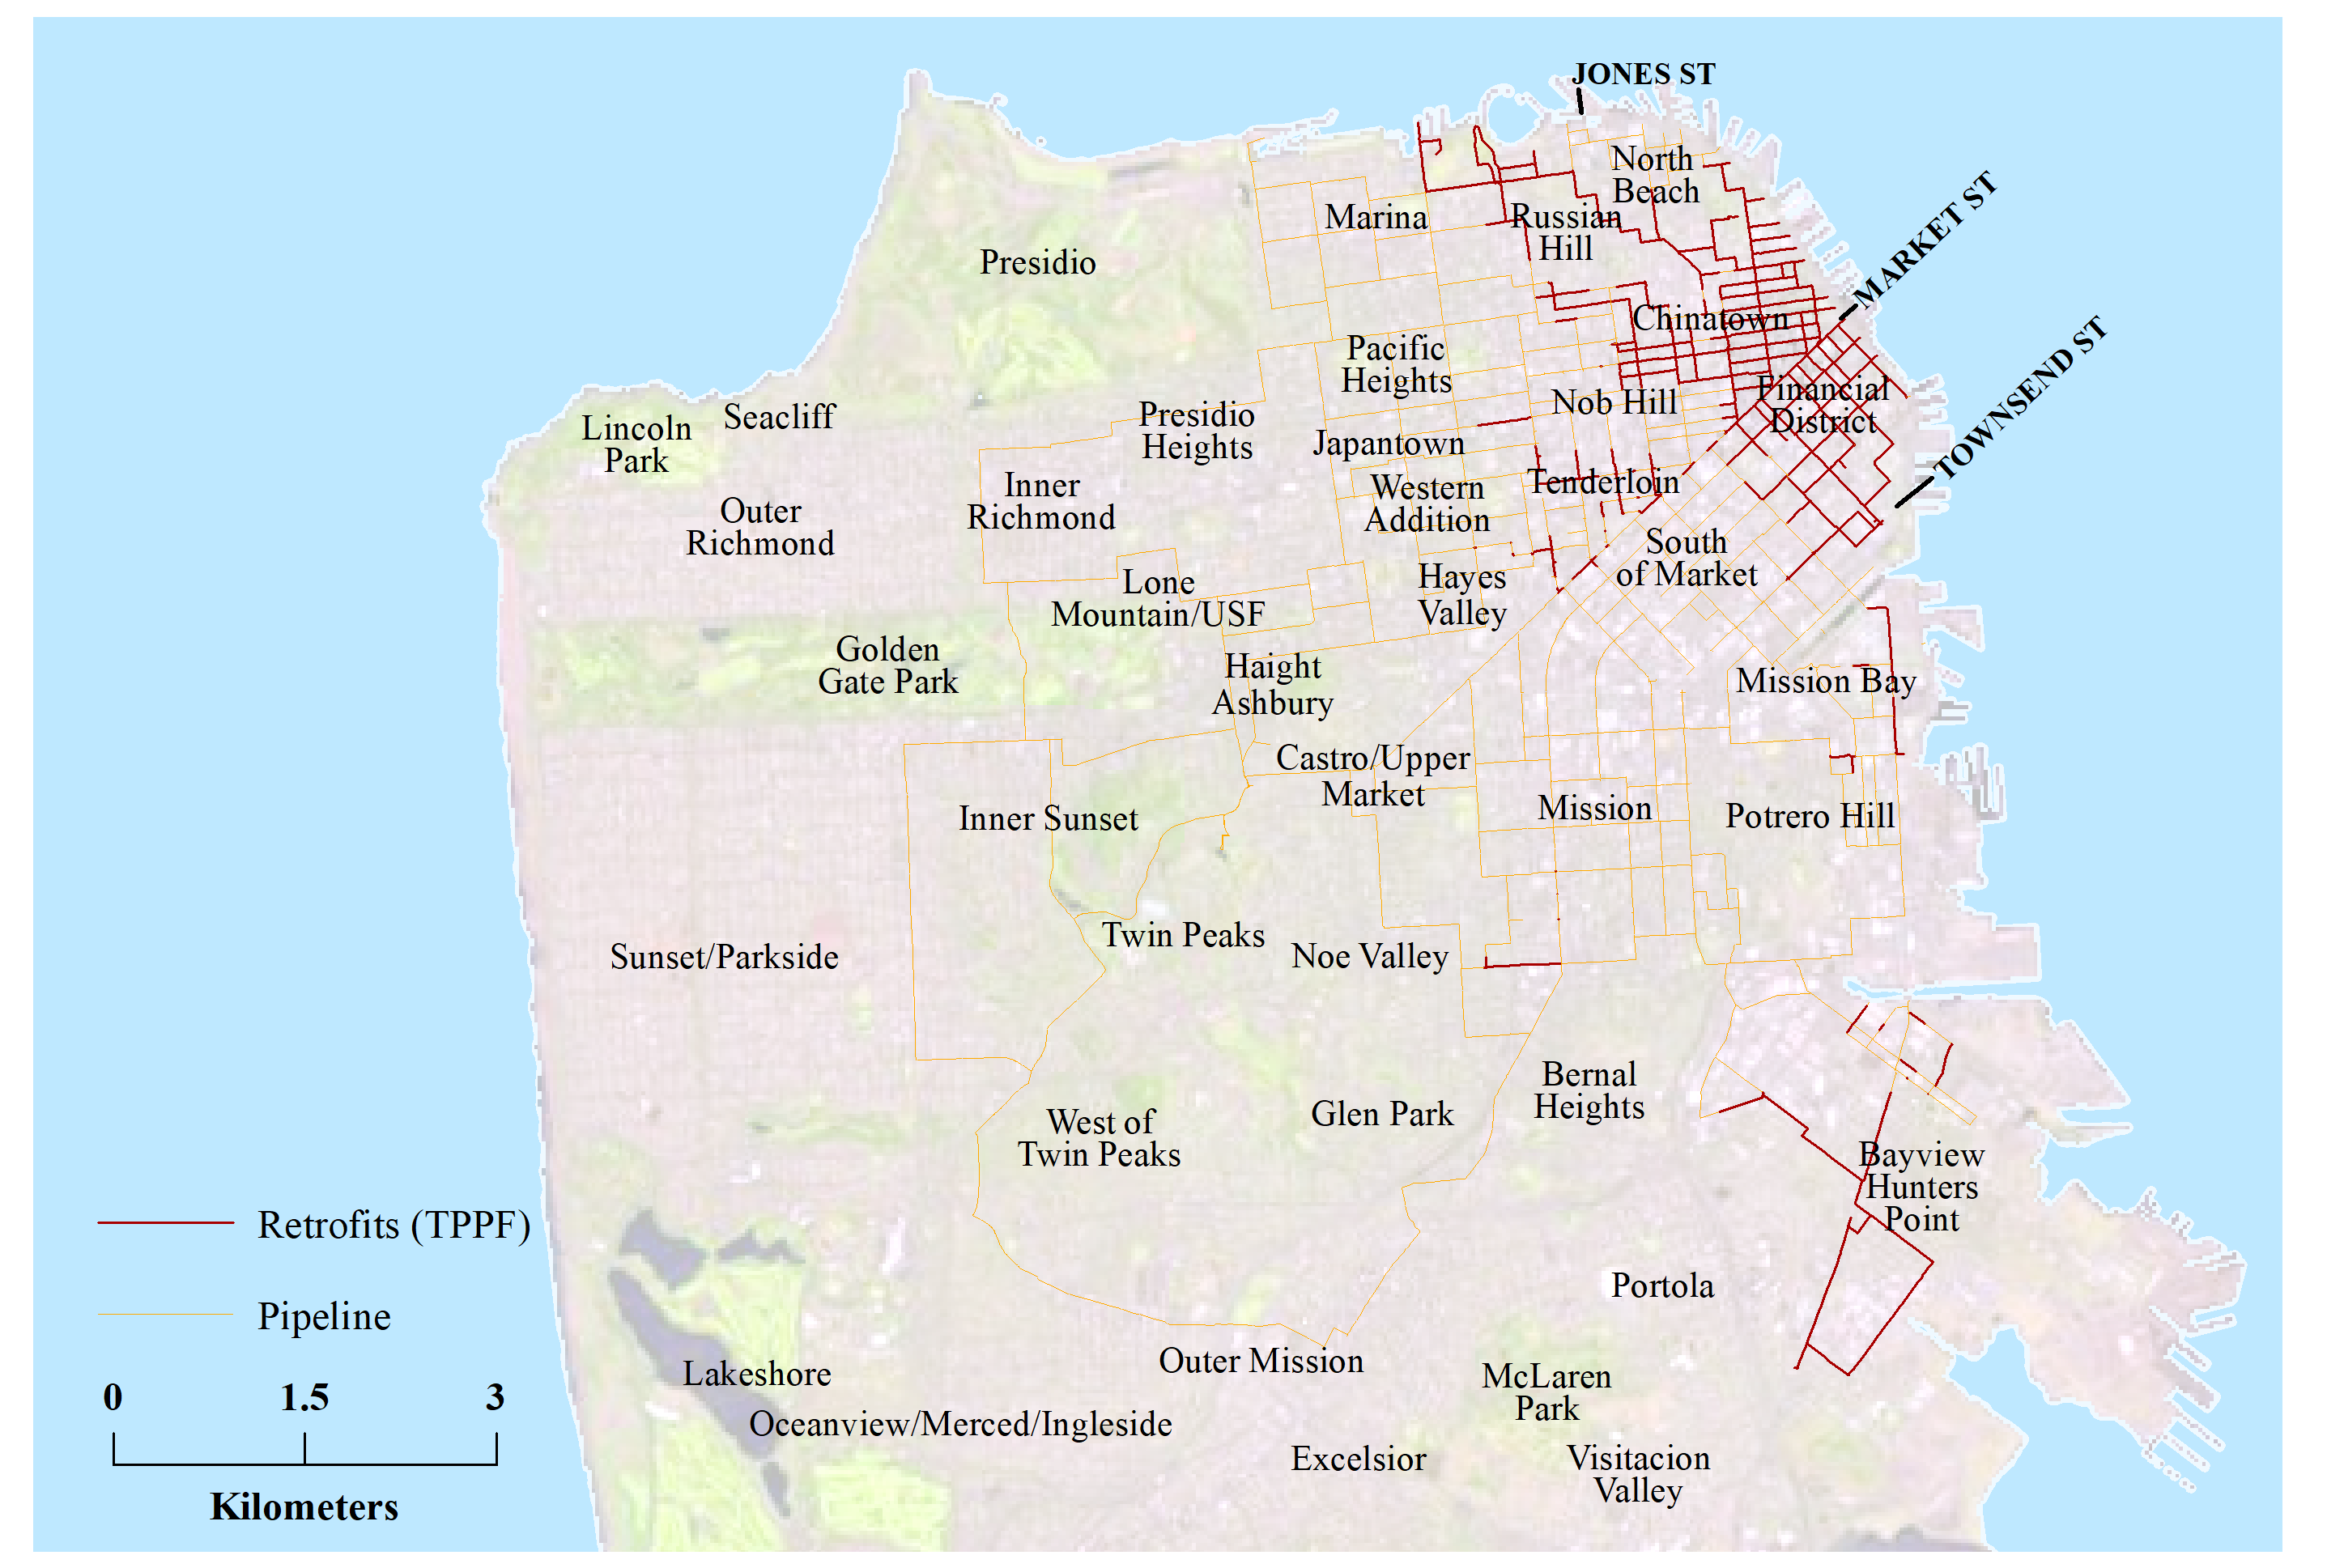 JONES ST
MARKET ST
TOWNSEND ST
North
Beach
Marina
Russian
Hill
Presidio
Chinatown
Pacific
Heights
Financial
District
Nob Hill
Lincoln
Park
Seacliff
Presidio
Heights
Japantown
Inner
Richmond
Western
Addition
Tenderloin
Outer
Richmond
South
of Market
Lone
Mountain/USF
Hayes
Valley
Golden
Gate Park
Haight
Ashbury
Mission Bay
Castro/Upper
Market
Inner Sunset
Mission
Potrero Hill
Sunset/Parkside
Twin Peaks
Noe Valley
Bernal
Heights
West of
Twin Peaks
Glen Park
Bayview
Hunters
Point
Portola
Outer Mission
Lakeshore
McLaren
Park
Oceanview/Merced/Ingleside
Excelsior
Visitacion
Valley
Retrofits (TPPF)
Pipeline
0 1.5 3
Kilometers